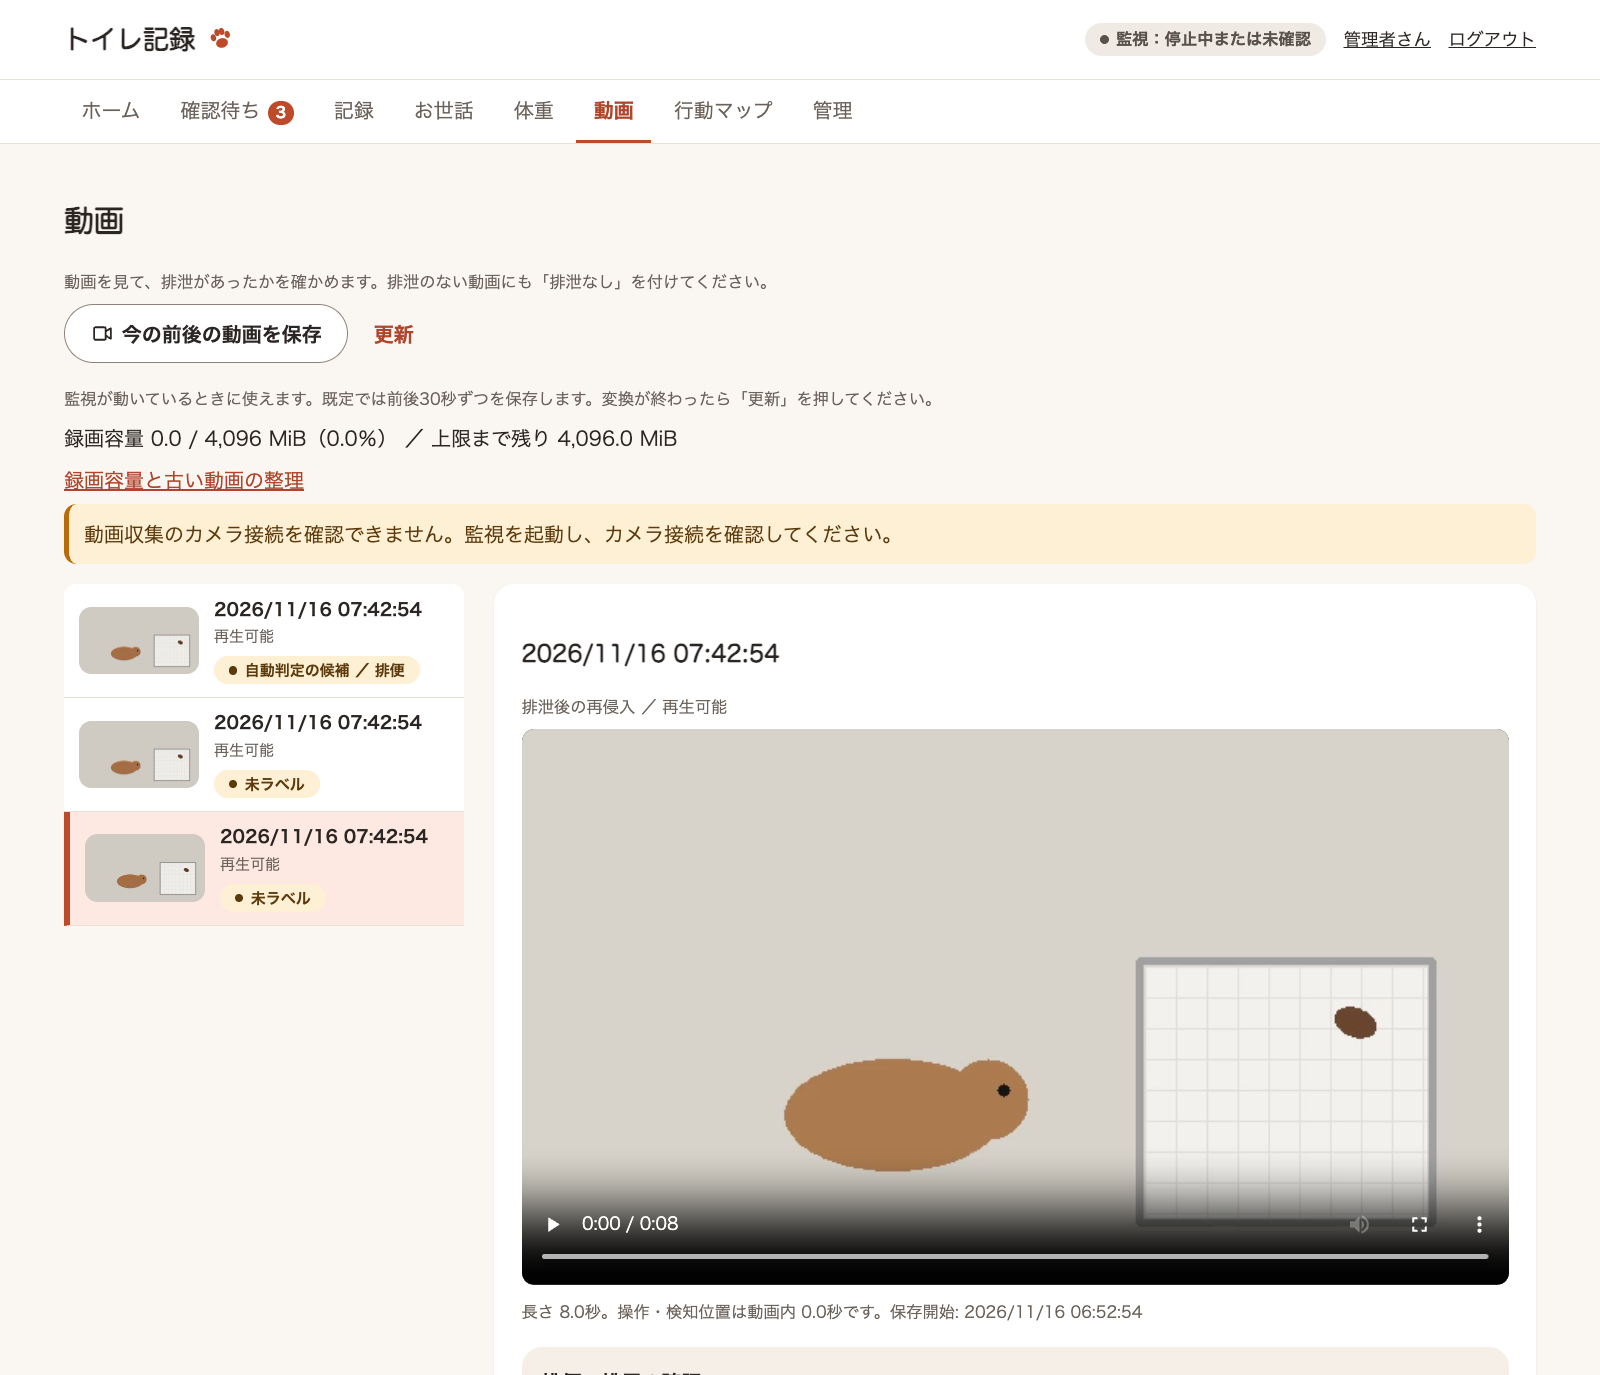 トイレ記録
監視：停止中または未確認
管理者さん
ログアウト
ホーム
確認待ち 3
記録
お世話
体重
動画
行動マップ
管理
動画
動画を見て、排泄があったかを確かめます。排泄のない動画にも「排泄なし」を付けてください。
今の前後の動画を保存
更新
監視が動いているときに使えます。既定では前後30秒ずつを保存します。変換が終わったら「更新」を押してください。
録画容量 0.0 / 4,096 MiB（0.0%） ／ 上限まで残り 4,096.0 MiB
録画容量と古い動画の整理
動画収集のカメラ接続を確認できません。監視を起動し、カメラ接続を確認してください。
2026/11/16 07:42:54
再生可能
自動判定の候補 ／ 排便
2026/11/16 07:42:54
再生可能
未ラベル
2026/11/16 07:42:54
再生可能
未ラベル
2026/11/16 07:42:54
排泄後の再侵入 ／ 再生可能
0:00 / 0:08
長さ 8.0秒。操作・検知位置は動画内 0.0秒です。保存開始: 2026/11/16 06:52:54